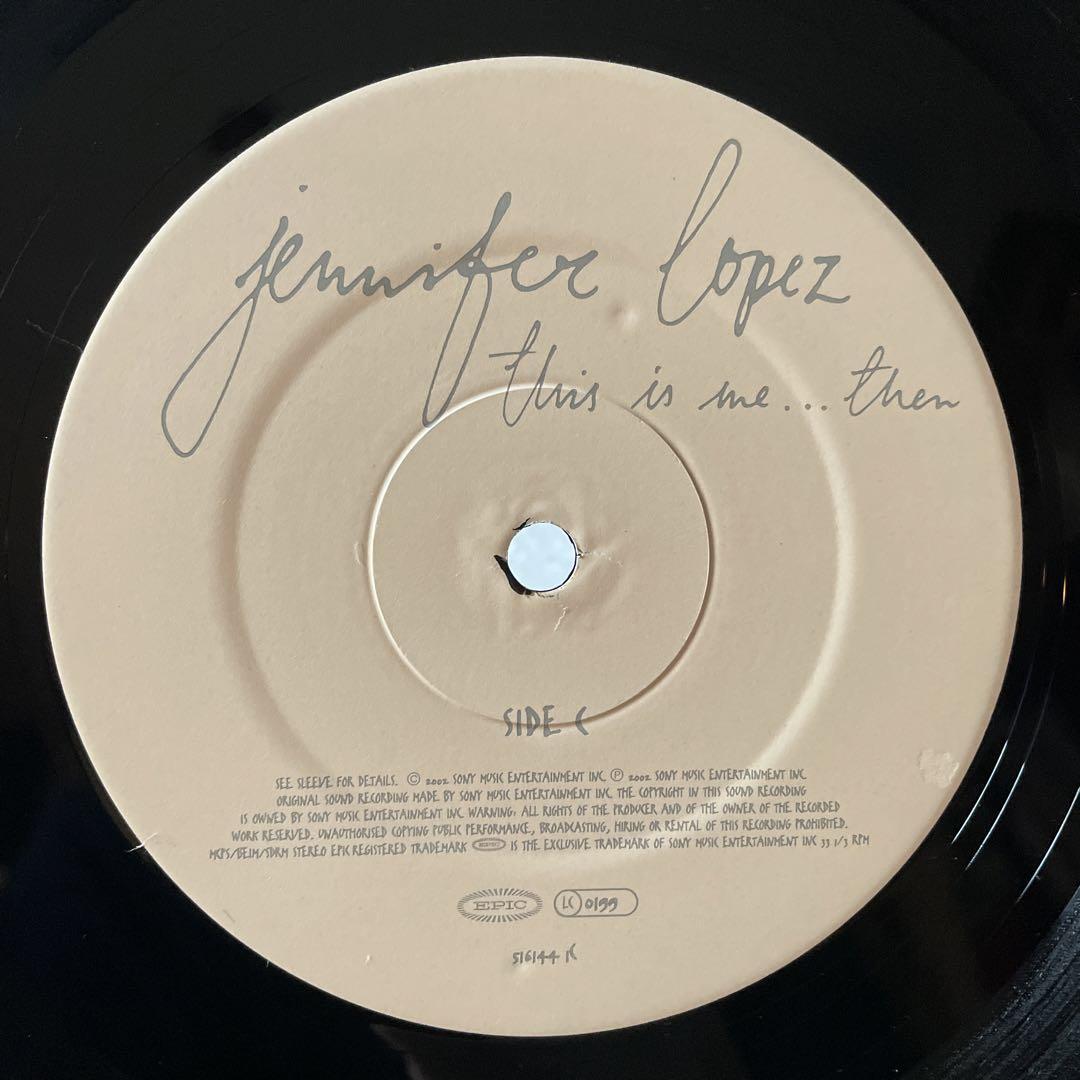 jennifer lopez
this is me... then
SIDE C
SEE SLEEVE FOR DETAILS. © 2002 SONY MUSIC ENTERTAINMENT INC. ℗ 2002 SONY MUSIC ENTERTAINMENT INC.
ORIGINAL SOUND RECORDING MADE BY SONY MUSIC ENTERTAINMENT INC. THE COPYRIGHT IN THIS SOUND RECORDING
IS OWNED BY SONY MUSIC ENTERTAINMENT INC. WARNING: ALL RIGHTS OF THE PRODUCER AND OF THE OWNER OF THE RECORDED
WORK RESERVED. UNAUTHORISED COPYING PUBLIC PERFORMANCE, BROADCASTING, HIRING OR RENTAL OF THIS RECORDING PROHIBITED.
MCPS/BEIM/SDRM STEREO EPIC REGISTERED TRADEMARK EPIC IS THE EXCLUSIVE TRADEMARK OF SONY MUSIC ENTERTAINMENT INC 33 1/3 RPM
EPIC LC 0199
516144 1C